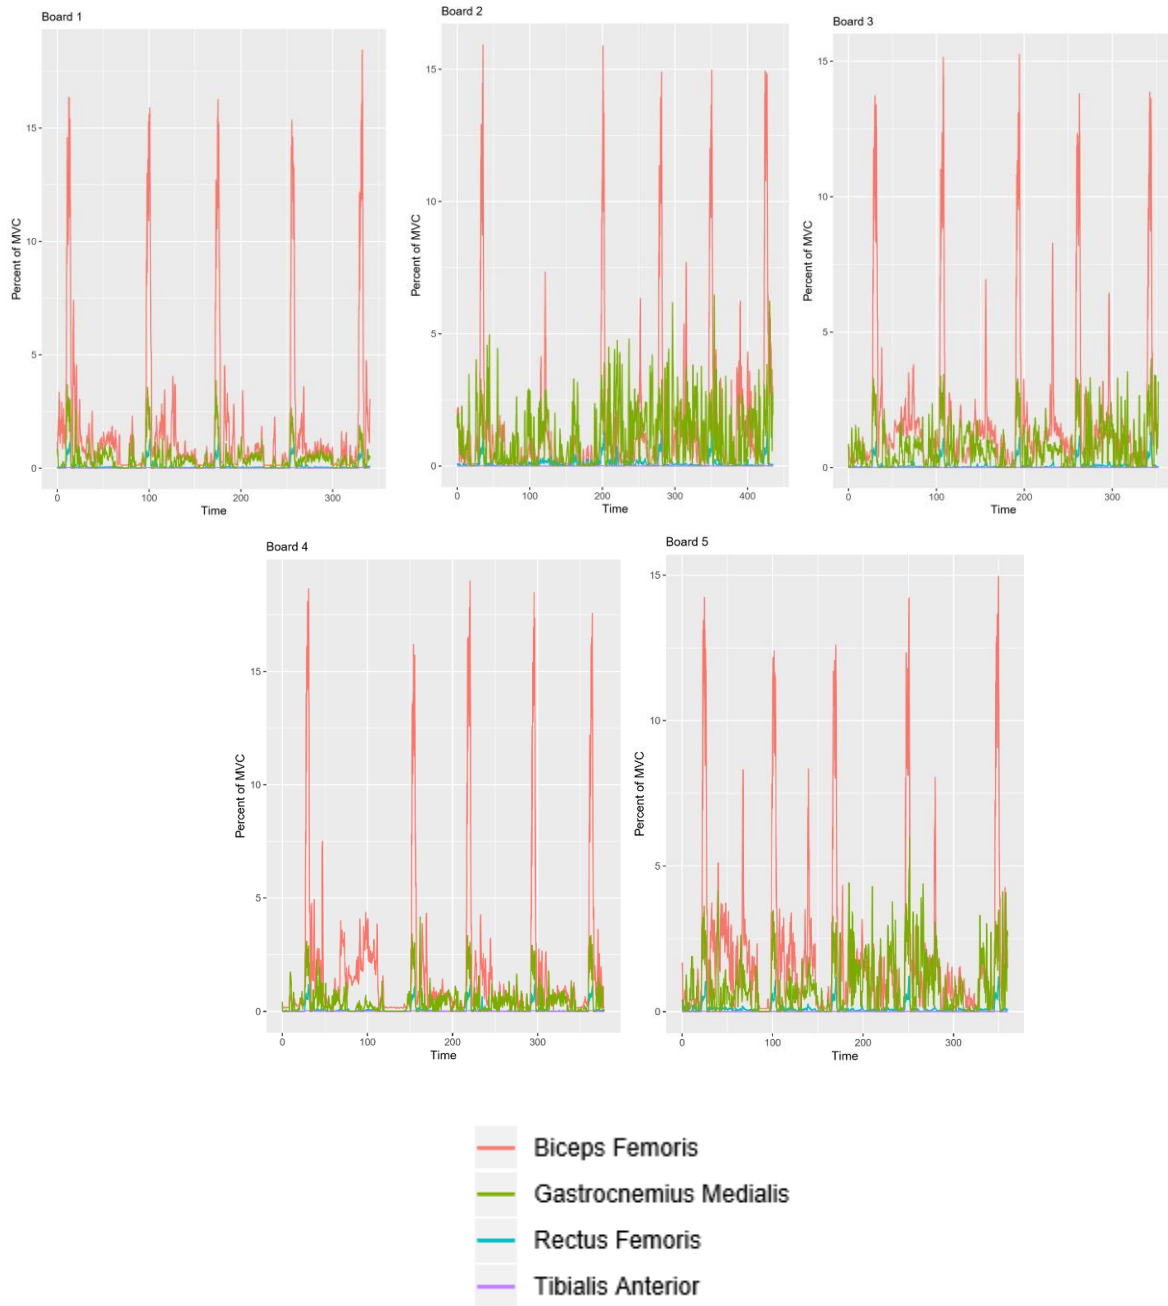 Board 1
Percent of MVC
15
10
5
0
0 100 200 300
Time
Board 2
Percent of MVC
15
10
5
0
0 100 200 300 400
Time
Board 3
Percent of MVC
15
10
5
0
0 100 200 300
Time
Board 4
Percent of MVC
15
10
5
0
0 100 200 300
Time
Board 5
Percent of MVC
15
10
5
0
0 100 200 300
Time
Biceps Femoris
Gastrocnemius Medialis
Rectus Femoris
Tibialis Anterior